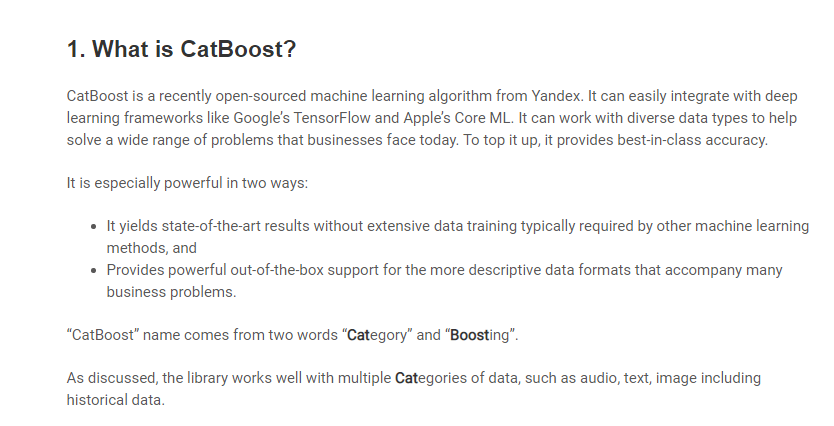 1. What is CatBoost?
CatBoost is a recently open-sourced machine learning algorithm from Yandex. It can easily integrate with deep
learning frameworks like Google’s TensorFlow and Apple’s Core ML. It can work with diverse data types to help
solve a wide range of problems that businesses face today. To top it up, it provides best-in-class accuracy.
It is especially powerful in two ways:
• It yields state-of-the-art results without extensive data training typically required by other machine learning
methods, and
• Provides powerful out-of-the-box support for the more descriptive data formats that accompany many
business problems.
“CatBoost” name comes from two words “Category” and “Boosting”.
As discussed, the library works well with multiple Categories of data, such as audio, text, image including
historical data.